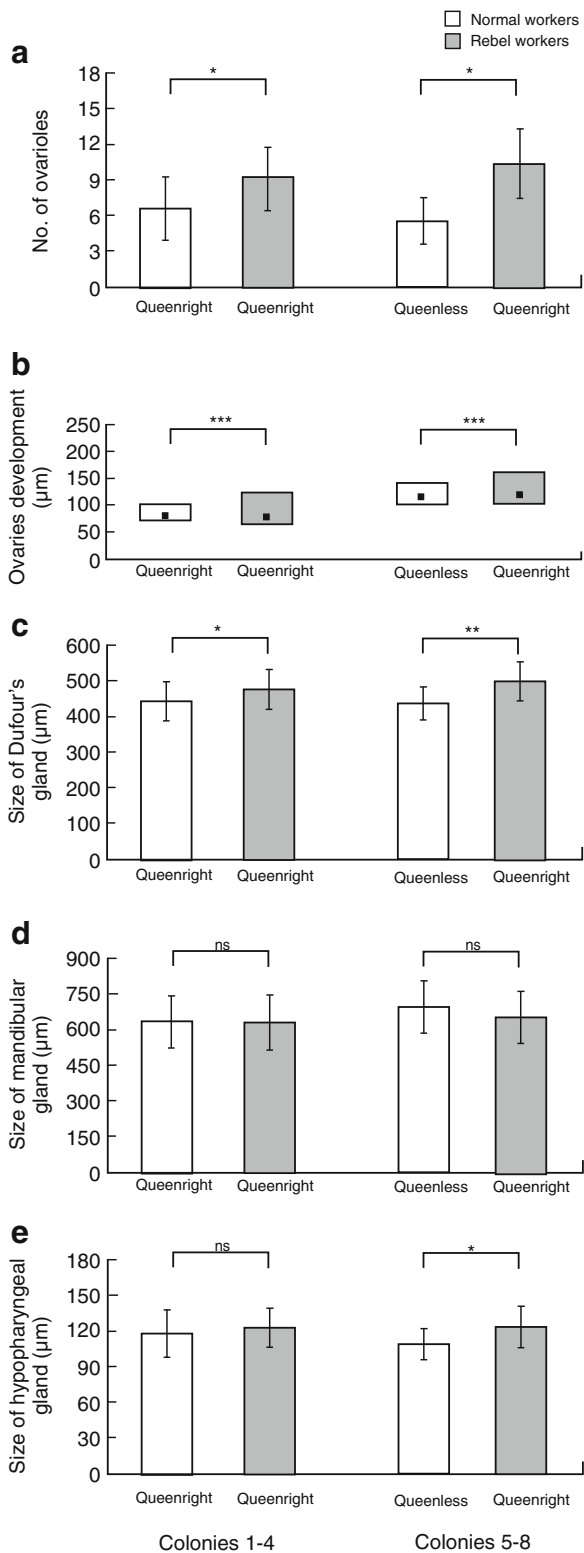 Normal workers
Rebel workers
a
No. of ovarioles
18
15
12
9
6
3
0
*
*
Queenright
Queenright
Queenless
Queenright
b
Ovaries development
(µm)
250
200
150
100
50
0
***
***
Queenright
Queenright
Queenless
Queenright
c
Size of Dufour's
gland (µm)
600
500
400
300
200
100
0
*
**
Queenright
Queenright
Queenless
Queenright
d
Size of mandibular
gland (µm)
900
750
600
450
300
150
0
ns
ns
Queenright
Queenright
Queenless
Queenright
e
Size of hypopharyngeal
gland (µm)
180
150
120
90
60
30
0
ns
*
Queenright
Queenright
Queenless
Queenright
Colonies 1-4
Colonies 5-8